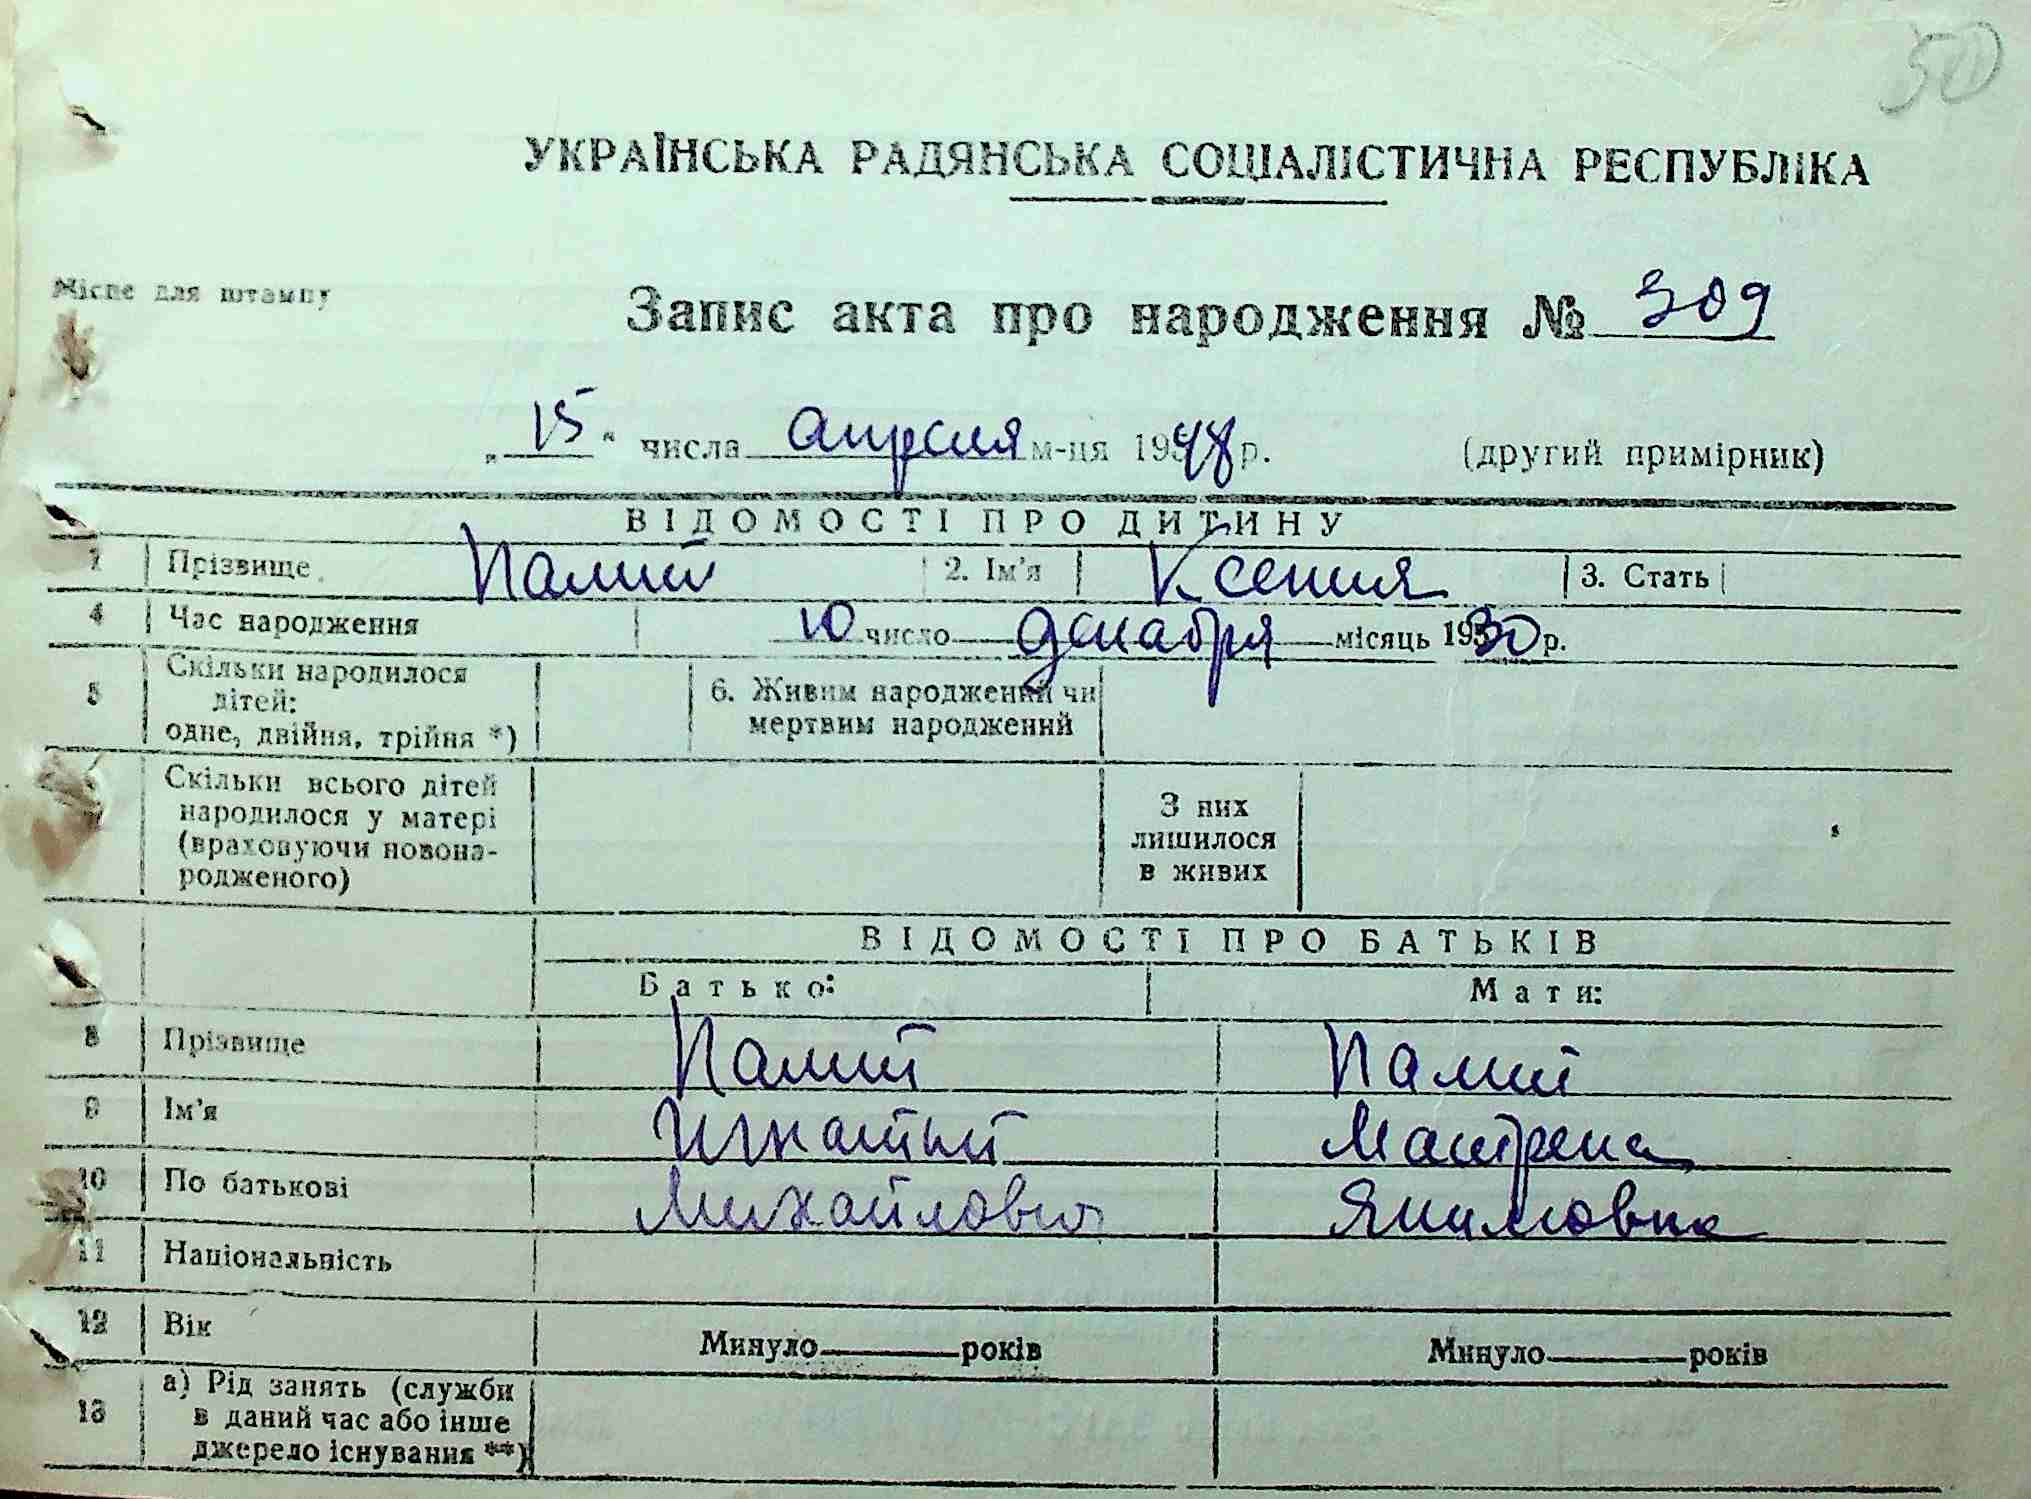 50
УКРАЇНСЬКА РАДЯНСЬКА СОЦІАЛІСТИЧНА РЕСПУБЛІКА
Місце для штампу
Запис акта про народження № 309
„ 15 “ числа апреля м-ця 1948 р. (другий примірник)
ВІДОМОСТІ ПРО ДИТИНУ
1 Прізвище Палий 2. Ім'я Ксения 3. Стать
4 Час народження 10 число декабря місяць 1930 р.
5 Скільки народилося
дітей:
одне, двійня, трійня *)
6. Живим народжений чи
мертвим народжений
Скільки всього дітей
народилося у матері
(враховуючи новона-
родженого)
З них
лишилося
в живих
ВІДОМОСТІ ПРО БАТЬКІВ
Батько: Мати:
8 Прізвище Палий Палий
9 Ім'я Игнатий Мастрена
10 По батькові Михайлович Якимовна
11 Національність
12 Вік Минуло років Минуло років
13 а) Рід занять (служби
в даний час або інше
джерело існування **)